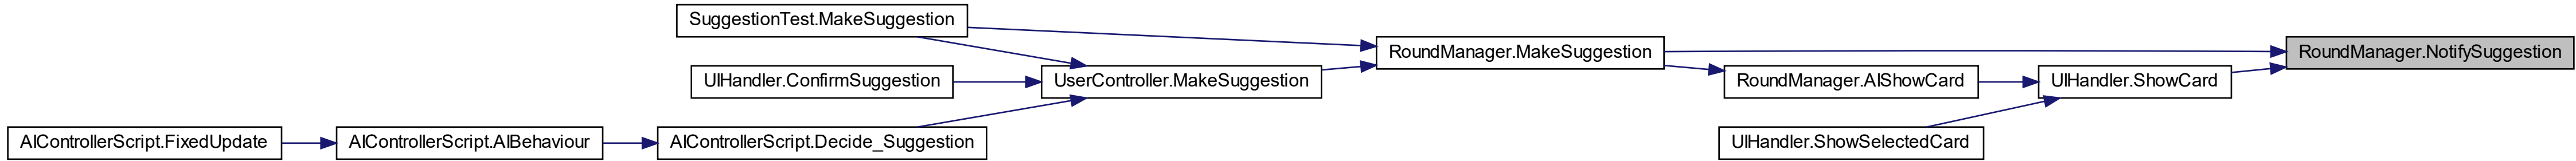 SuggestionTest.MakeSuggestion
RoundManager.MakeSuggestion
RoundManager.NotifySuggestion
UIHandler.ConfirmSuggestion
UserController.MakeSuggestion
RoundManager.AIShowCard
UIHandler.ShowCard
AIControllerScript.FixedUpdate
AIControllerScript.AIBehaviour
AIControllerScript.Decide_Suggestion
UIHandler.ShowSelectedCard